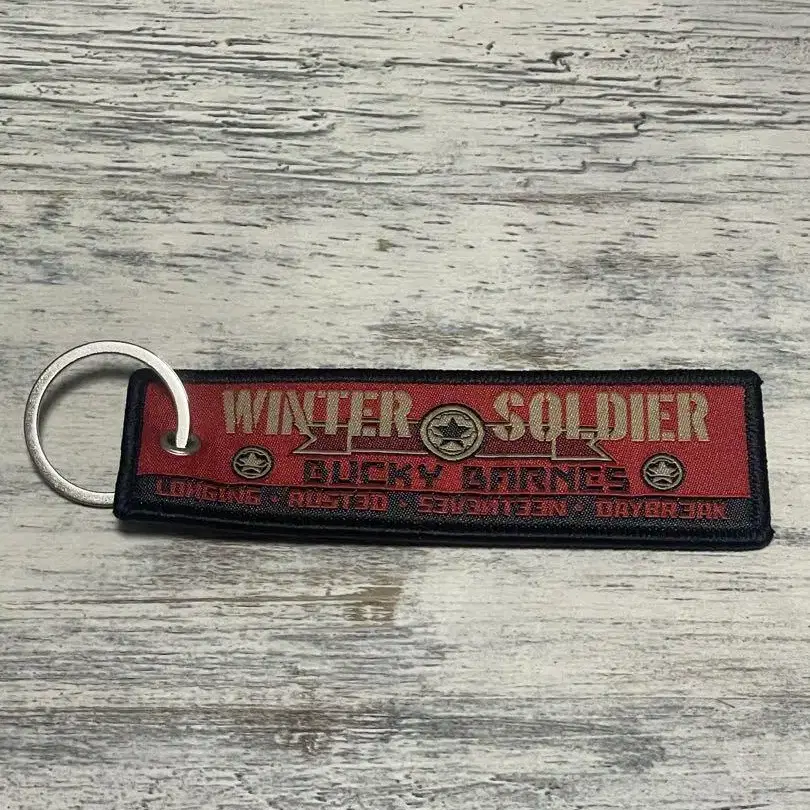 WINTER SOLDIER
BUCKY BARNES
LONGING · RUSTED · SEVENTEEN · DAYBREAK